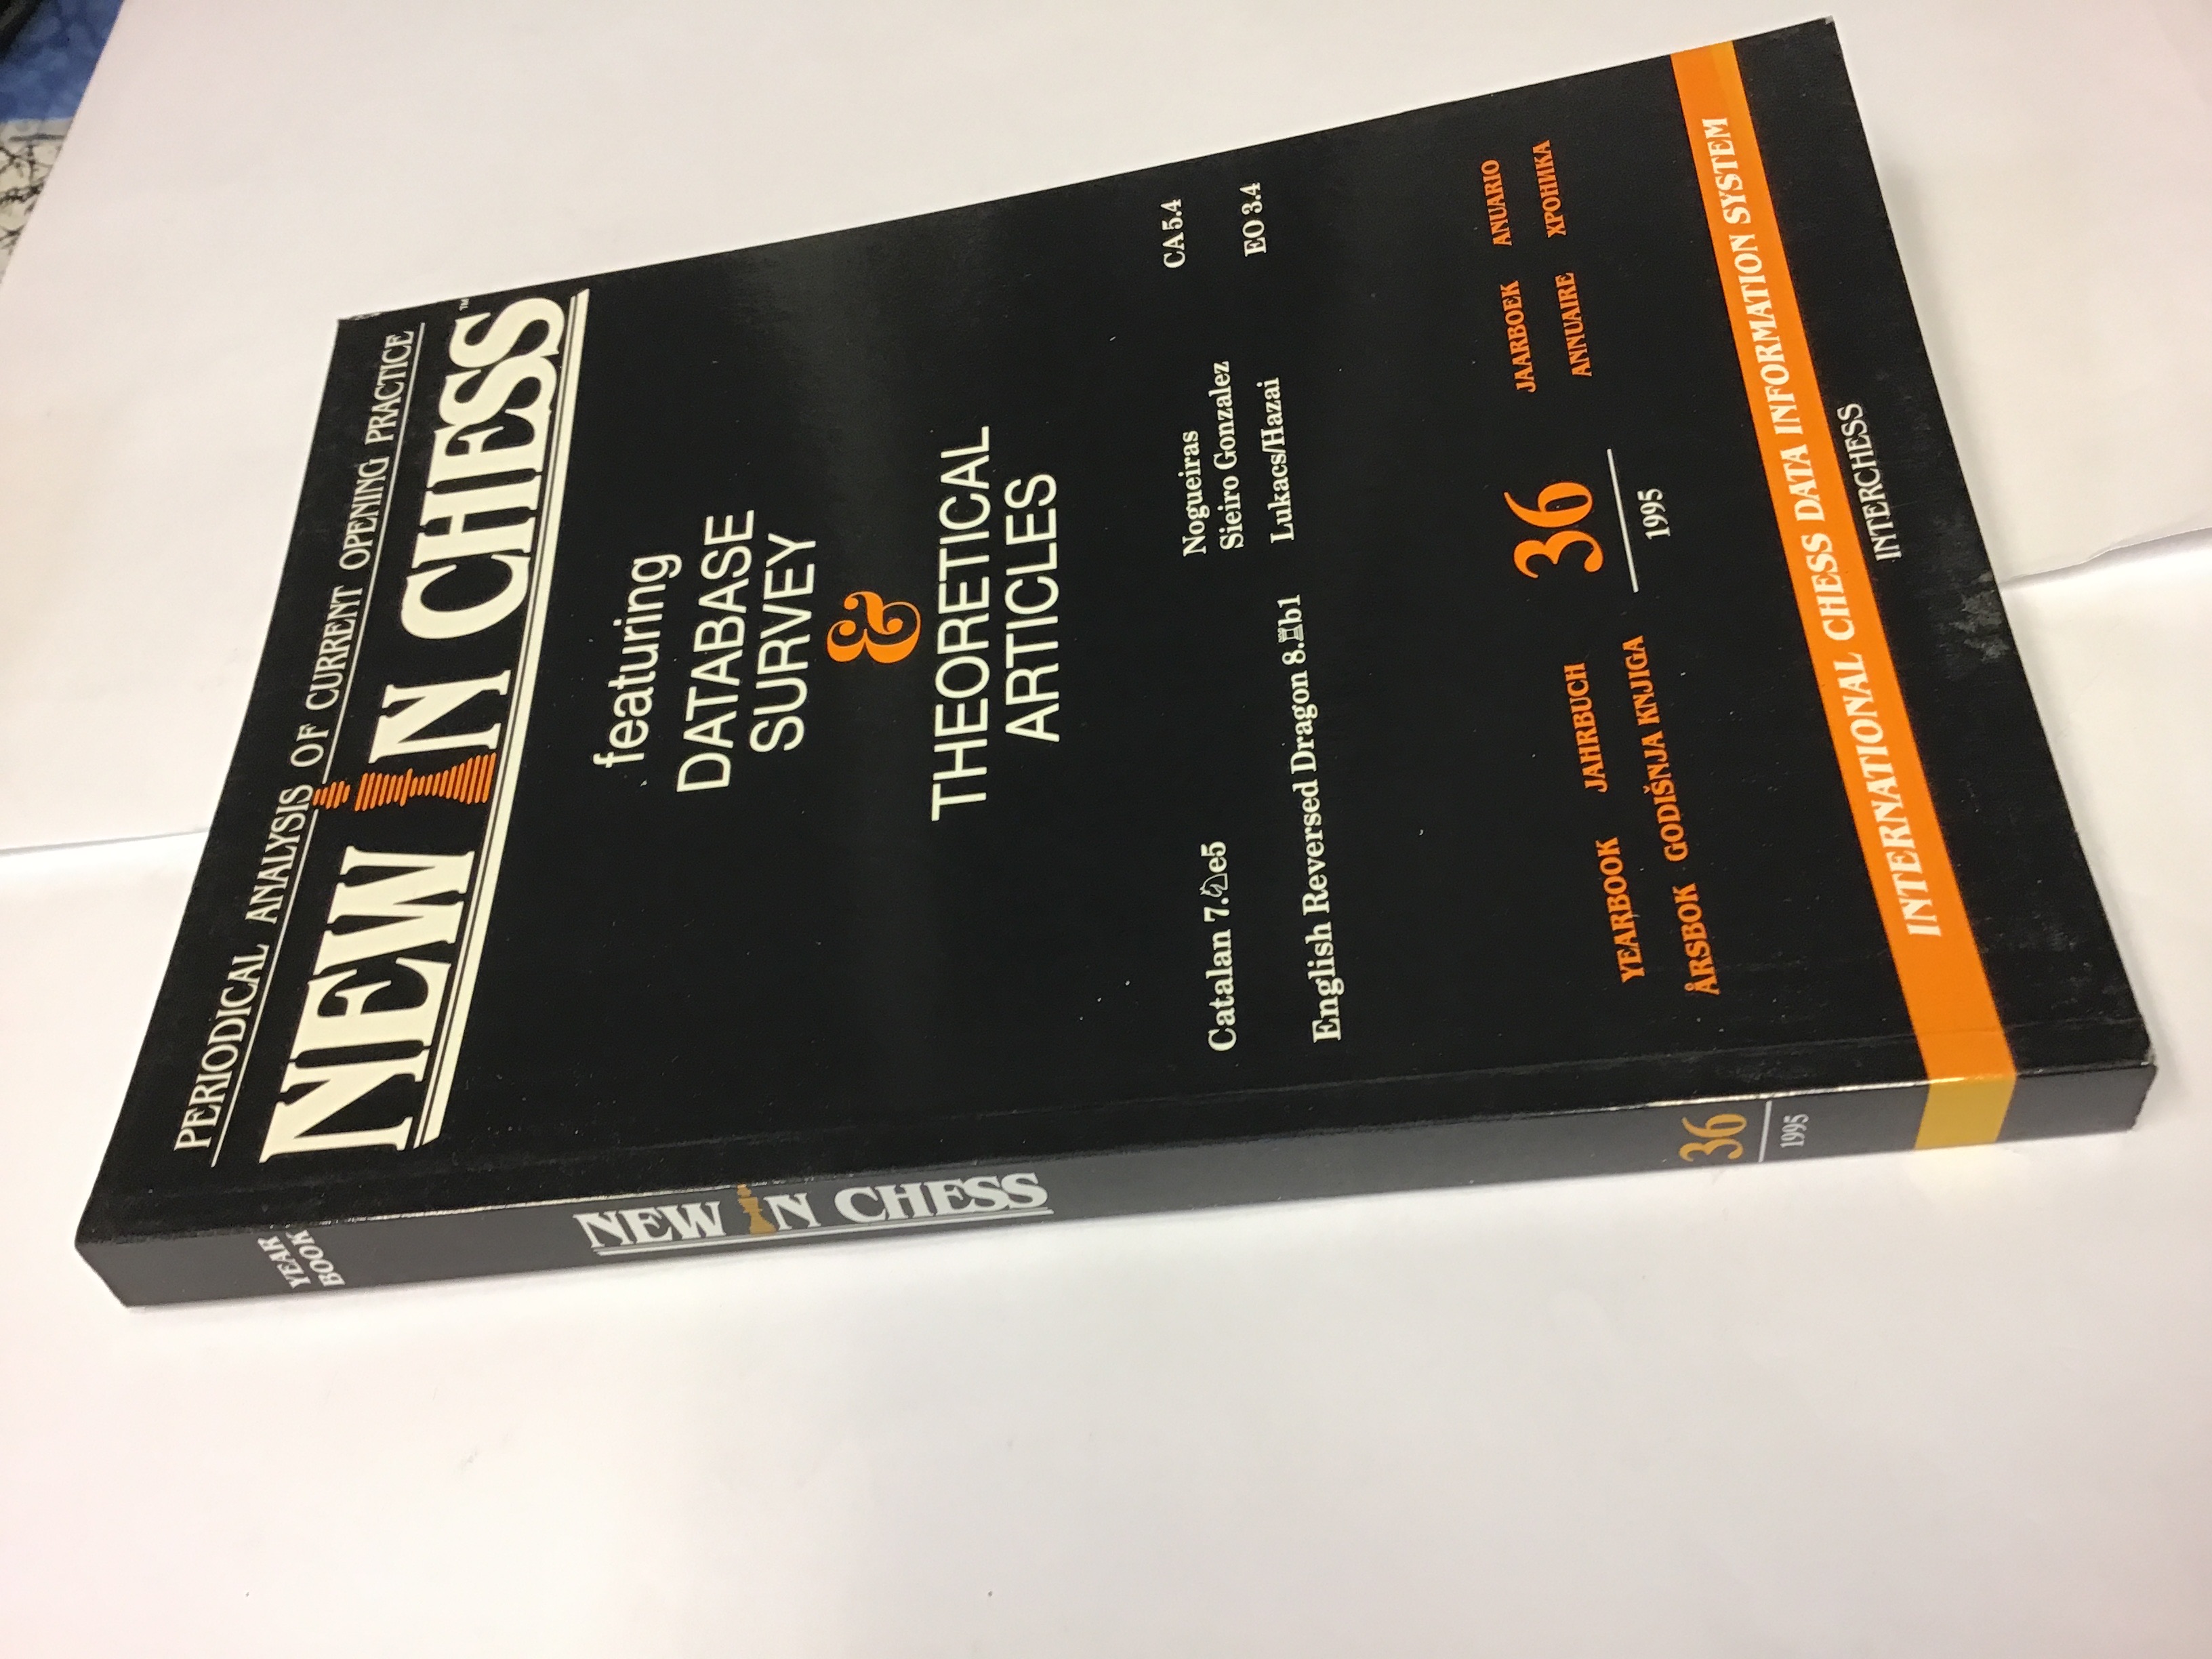 PERIODICAL ANALYSIS OF CURRENT OPENING PRACTICE
NEW IN CHESS™
featuring
DATABASE
SURVEY
&
THEORETICAL
ARTICLES
Catalan 7.♘e5 Nogueiras CA 5.4
Sieiro Gonzalez
English Reversed Dragon 8.♖b1 Lukacs/Hazai EO 3.4
YEARBOOK JAHRBUCH 36 JAARBOEK ANUARIO
ÅRSBOK GODIŠNJA KNJIGA 1995 ANNUAIRE ХРОНИКА
INTERNATIONAL CHESS DATA INFORMATION SYSTEM
INTERCHESS
YEAR
BOOK
NEW IN CHESS
36
1995